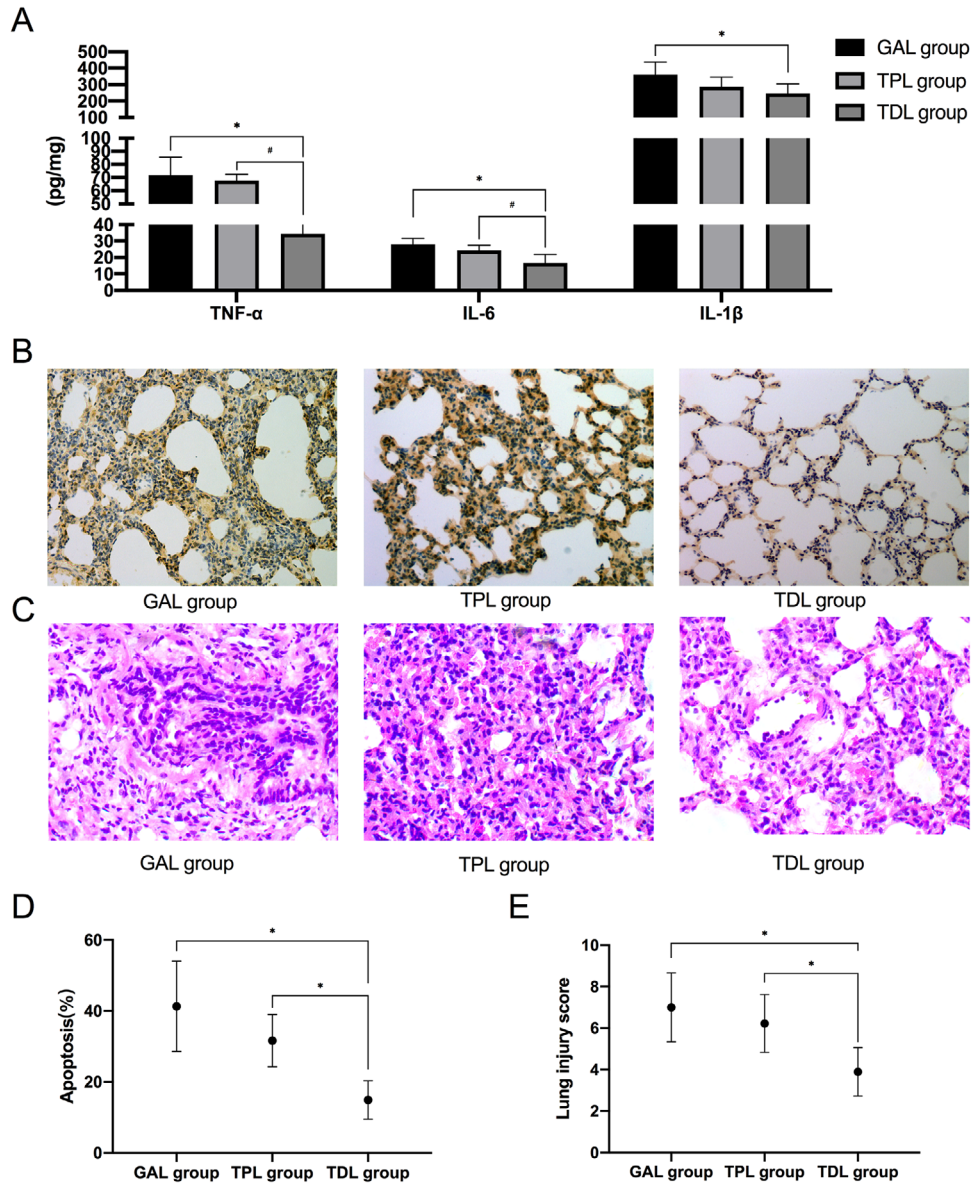 A
500
400
300
200
100
100
90
80
70
60
50
40
30
20
10
0
(pg/mg)
*
#
*
#
*
TNF-α
IL-6
IL-1β
GAL group
TPL group
TDL group
B
GAL group
TPL group
TDL group
C
GAL group
TPL group
TDL group
D
60
40
20
0
Apoptosis(%)
*
*
GAL group
TPL group
TDL group
E
10
8
6
4
2
0
Lung injury score
*
*
GAL group
TPL group
TDL group